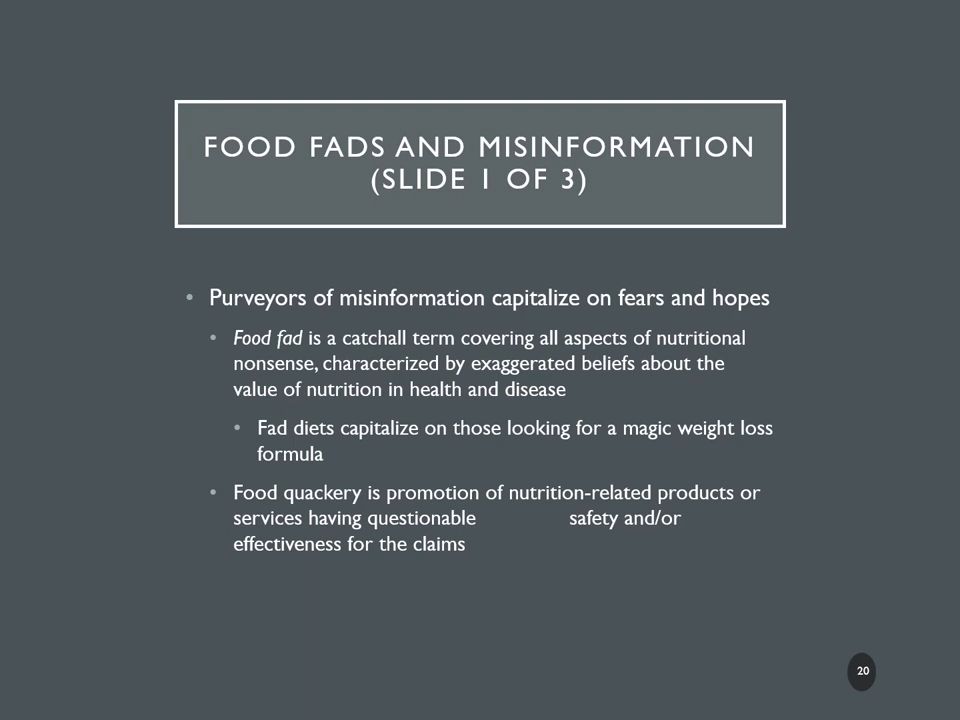 FOOD FADS AND MISINFORMATION
(SLIDE 1 OF 3)
• Purveyors of misinformation capitalize on fears and hopes
• Food fad is a catchall term covering all aspects of nutritional
nonsense, characterized by exaggerated beliefs about the
value of nutrition in health and disease
• Fad diets capitalize on those looking for a magic weight loss
formula
• Food quackery is promotion of nutrition-related products or
services having questionable safety and/or
effectiveness for the claims
20